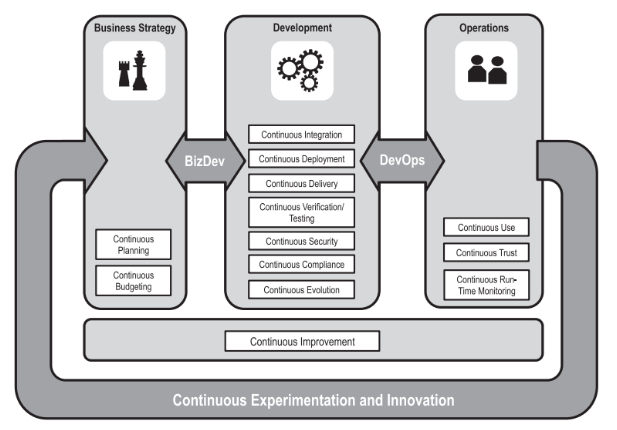 Business Strategy
Development
Operations
BizDev
DevOps
Continuous Integration
Continuous Deployment
Continuous Delivery
Continuous Verification/
Testing
Continuous Security
Continuous Compliance
Continuous Evolution
Continuous
Planning
Continuous
Budgeting
Continuous Use
Continuous Trust
Continuous Run-
Time Monitoring
Continuous Improvement
Continuous Experimentation and Innovation